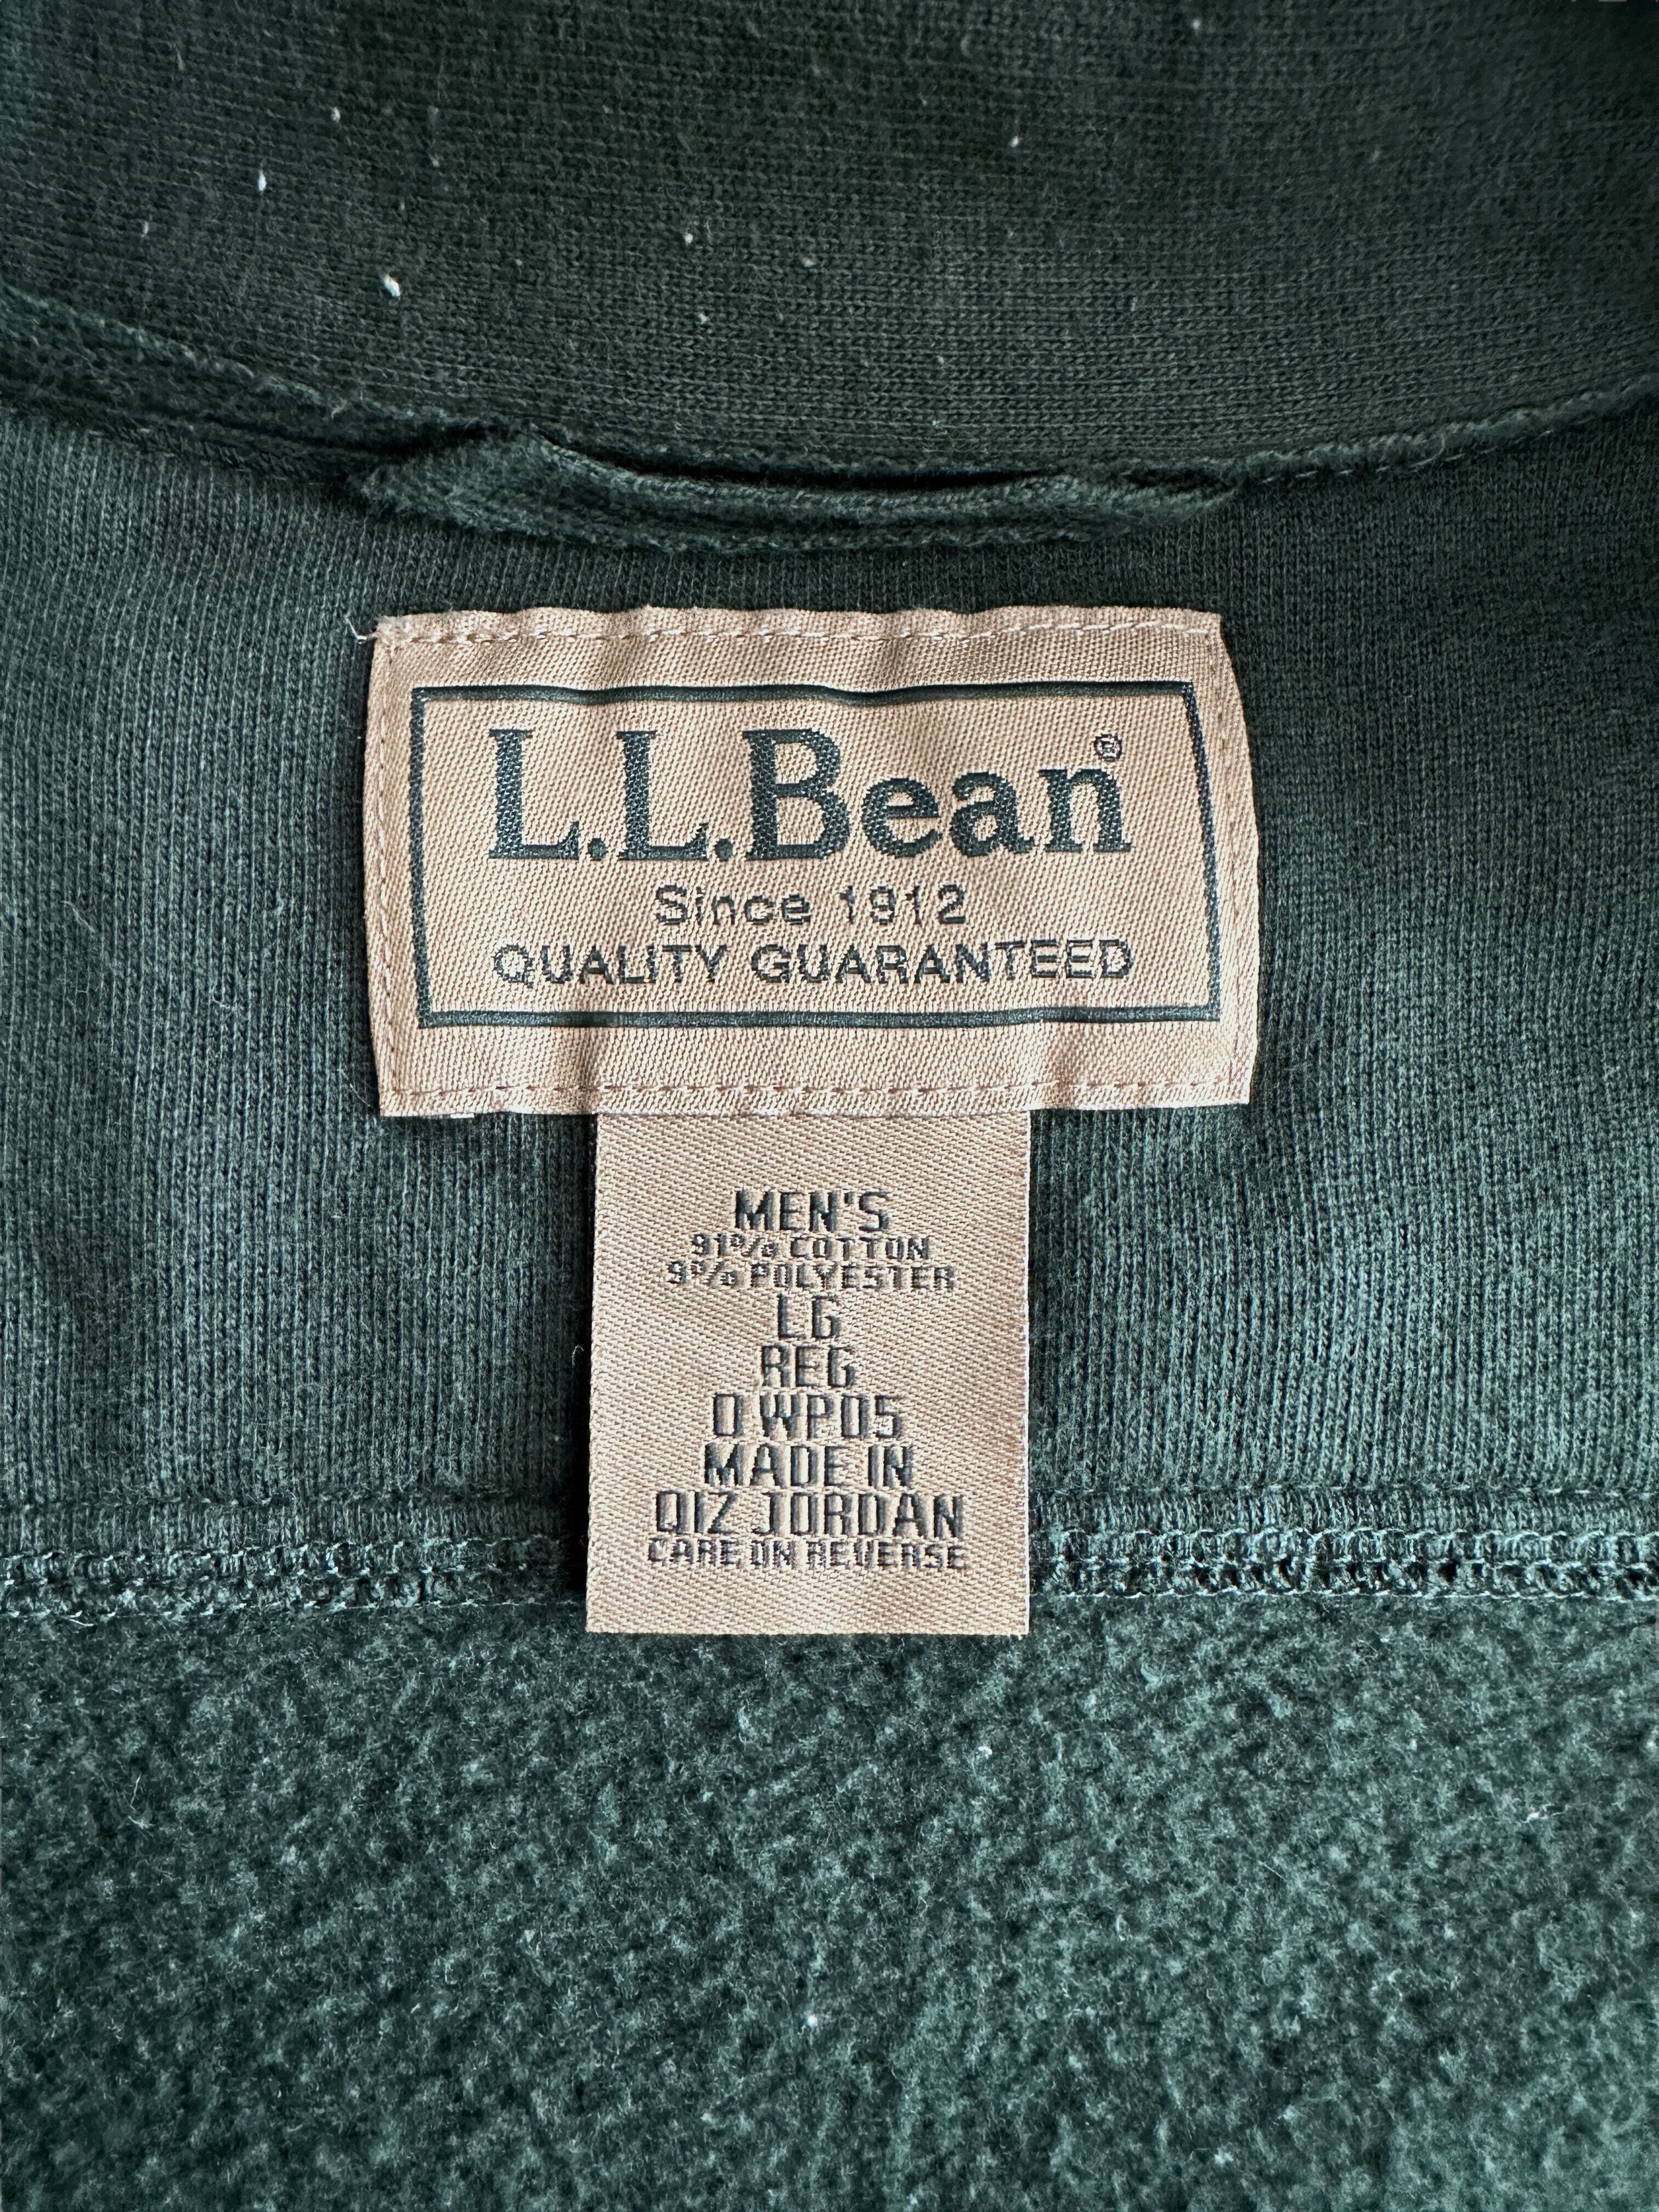 L.L.Bean®
Since 1912
QUALITY GUARANTEED
MEN'S
91% COTTON
9% POLYESTER
LG
REG
0 WP05
MADE IN
QIZ JORDAN
CARE ON REVERSE